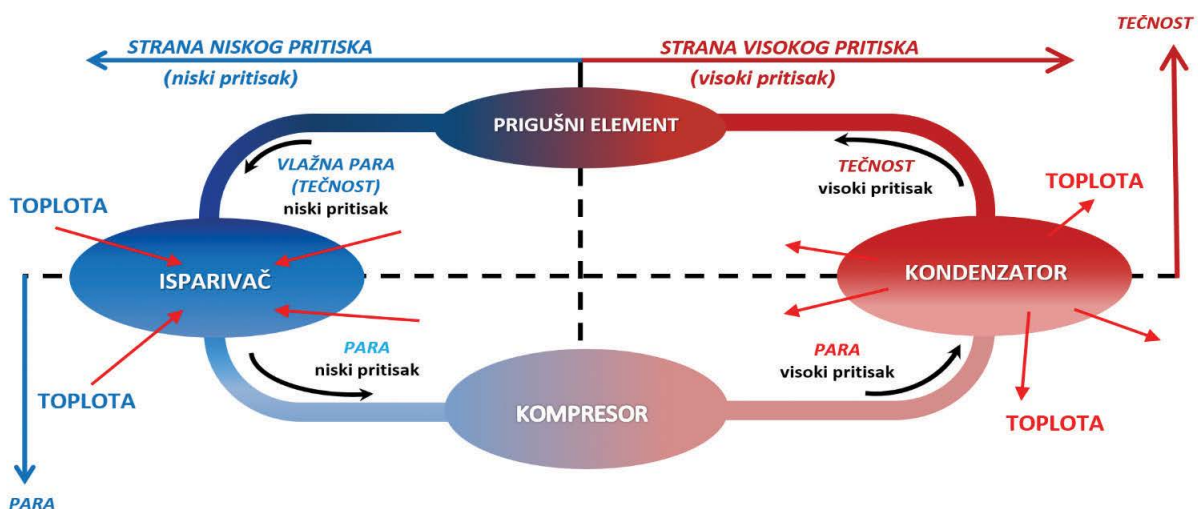 TEČNOST
STRANA NISKOG PRITISKA
(niski pritisak)
STRANA VISOKOG PRITISKA
(visoki pritisak)
PRIGUŠNI ELEMENT
VLAŽNA PARA
(TEČNOST)
niski pritisak
TEČNOST
visoki pritisak
TOPLOTA
TOPLOTA
ISPARIVAČ
KONDENZATOR
PARA
niski pritisak
PARA
visoki pritisak
TOPLOTA
KOMPRESOR
TOPLOTA
PARA